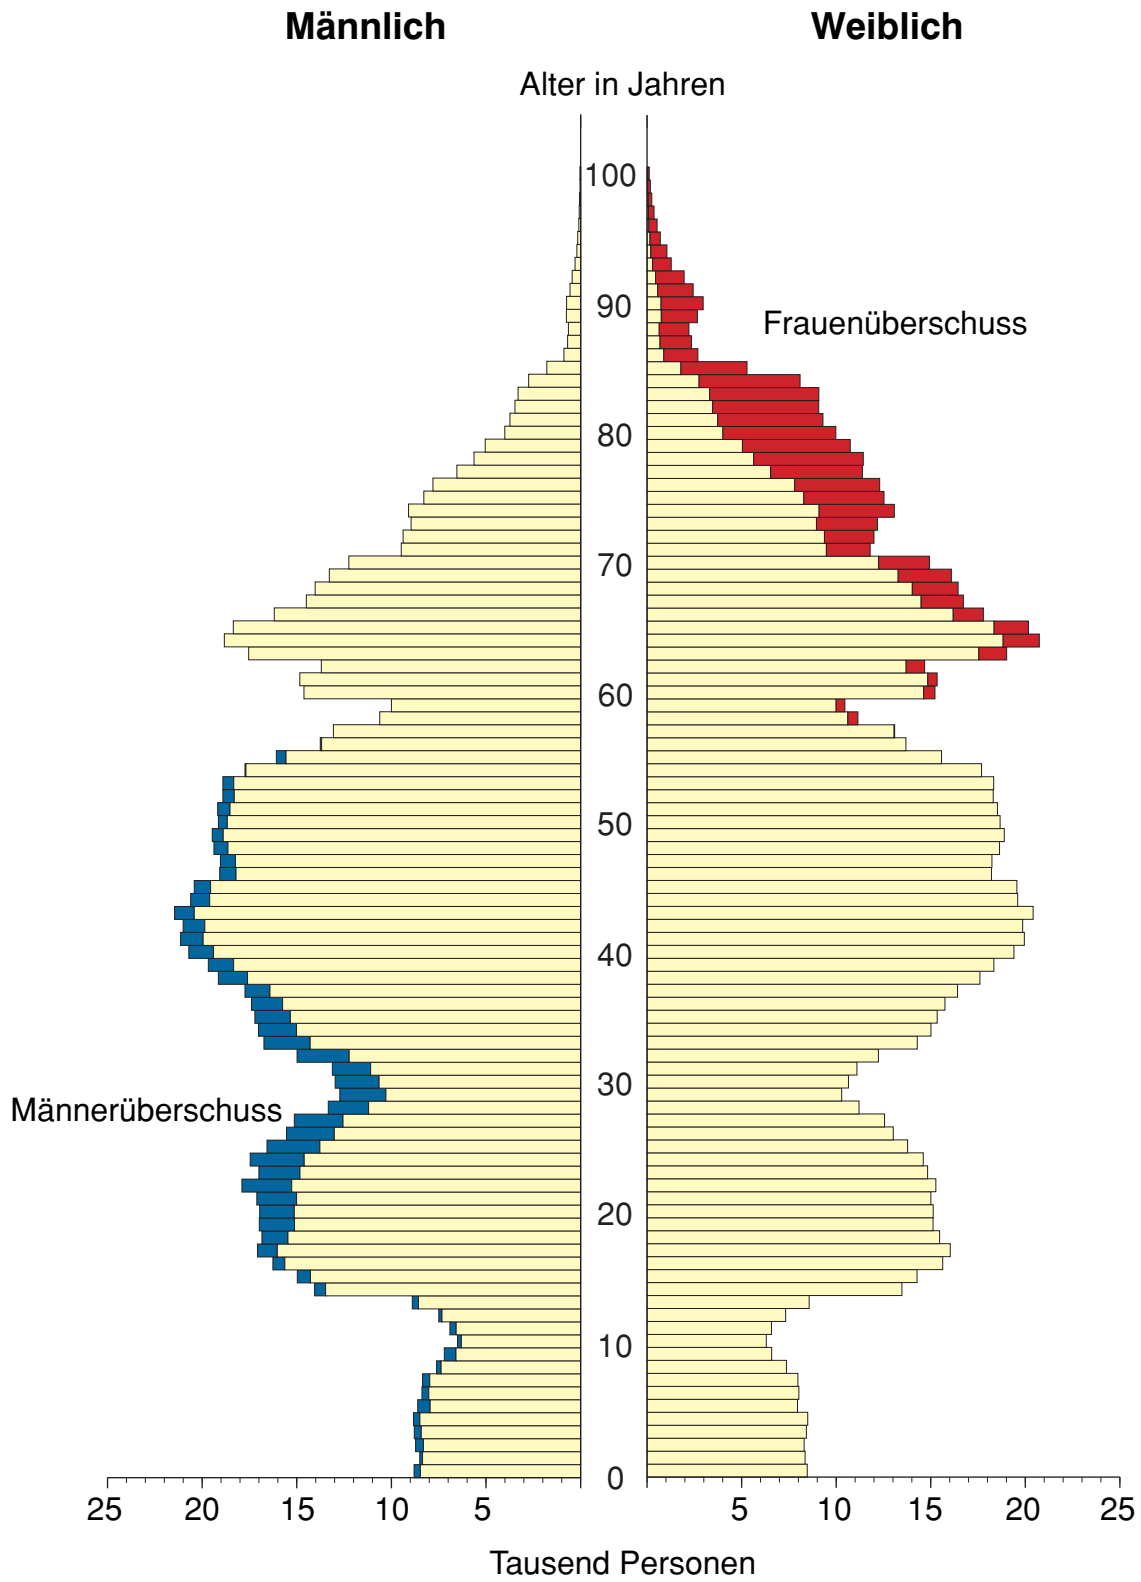 Männlich Weiblich
Alter in Jahren
100
90
Frauenüberschuss
80
70
60
50
40
30
Männerüberschuss
20
10
0
25 20 15 10 5 5 10 15 20 25
Tausend Personen